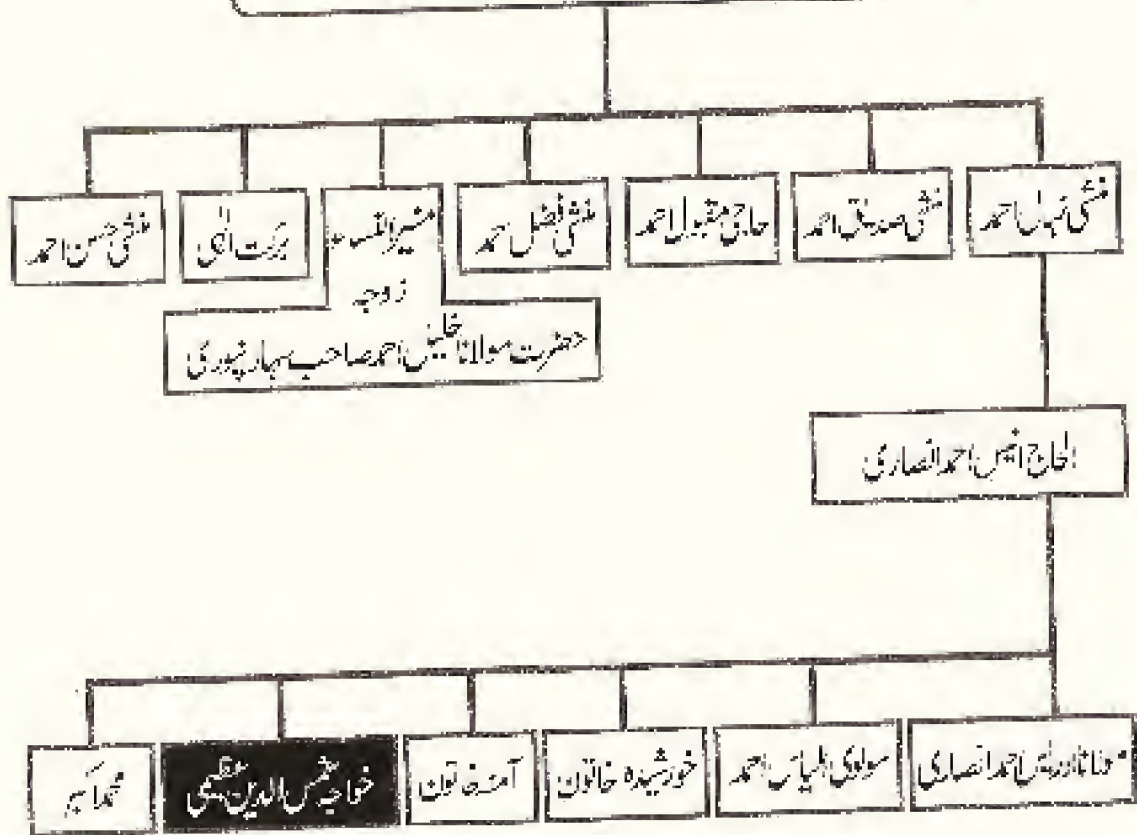 منشی نہال احمد
منشی صدیق احمد
حاجی مقبول احمد
منشی فضل احمد
منیر النساء
زوجہ
حضرت مولانا خلیل احمد صاحب سہارنپوری
برکت الٰہی
منشی حسن احمد
الحاج انیس احمد انصاری
مولانا ادریس احمد انصاری
مولوی الیاس احمد
خورشیدہ خاتون
آمنہ خاتون
خواجہ شمس الدین عظیمی
محمد اکبر